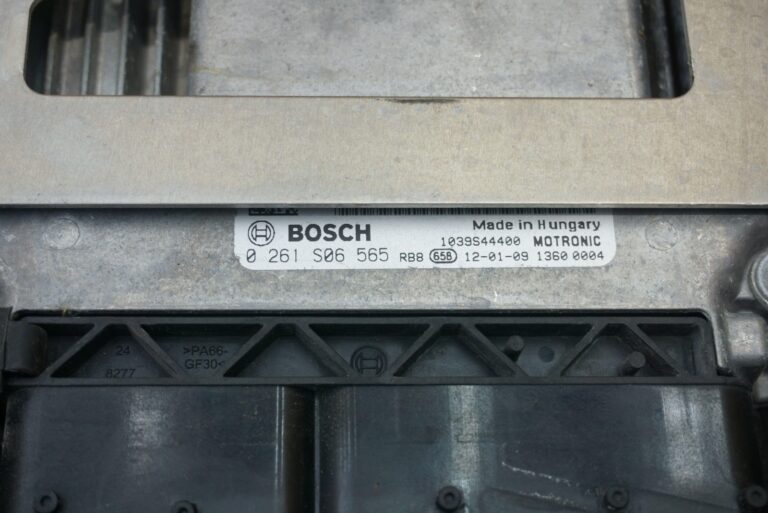 BOSCH
Made in Hungary
1039S44400 MOTRONIC
0 261 S06 565 RBB 658 12-01-09 1360 0004
24
8277
>PA66-
GF30<